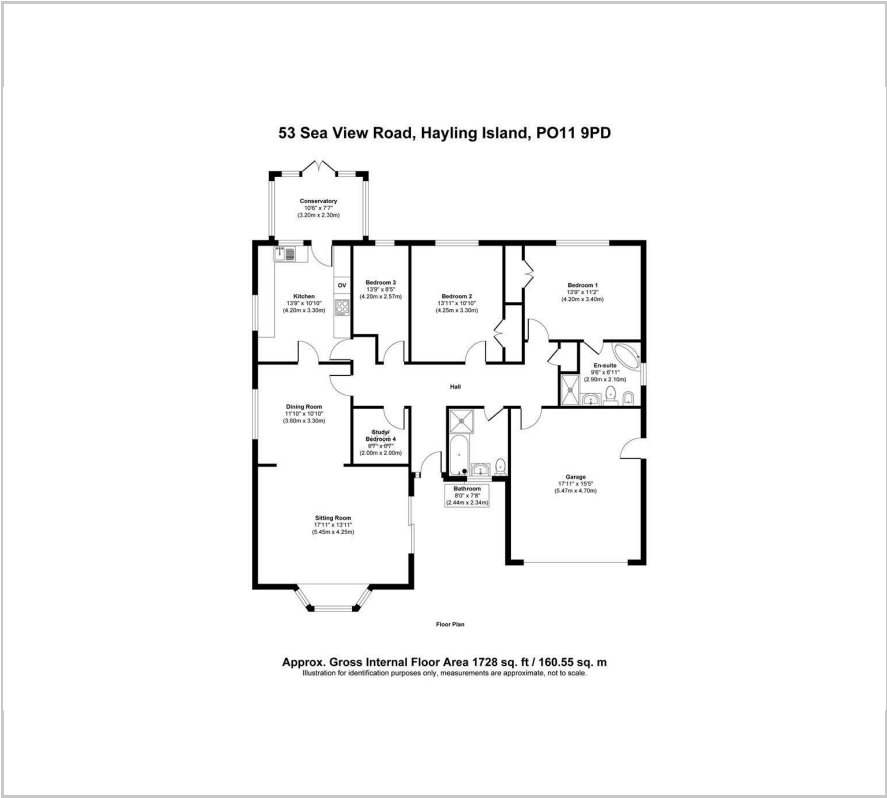 53 Sea View Road, Hayling Island, PO11 9PD
Conservatory
10'6" x 7'7"
(3.20m x 2.30m)
Kitchen
13'9" x 10'10"
(4.20m x 3.30m)
OV
Bedroom 3
13'9" x 8'5"
(4.20m x 2.57m)
Bedroom 2
13'11" x 10'10"
(4.25m x 3.30m)
Bedroom 1
13'9" x 11'2"
(4.20m x 3.40m)
En-suite
9'6" x 6'11"
(2.90m x 2.10m)
Hall
Dining Room
11'10" x 10'10"
(3.60m x 3.30m)
Study/
Bedroom 4
6'7" x 6'7"
(2.00m x 2.00m)
Bathroom
8'0" x 7'8"
(2.44m x 2.34m)
Garage
17'11" x 15'5"
(5.47m x 4.70m)
Sitting Room
17'11" x 13'11"
(5.45m x 4.25m)
Floor Plan
Approx. Gross Internal Floor Area 1728 sq. ft / 160.55 sq. m
Illustration for identification purposes only, measurements are approximate, not to scale.